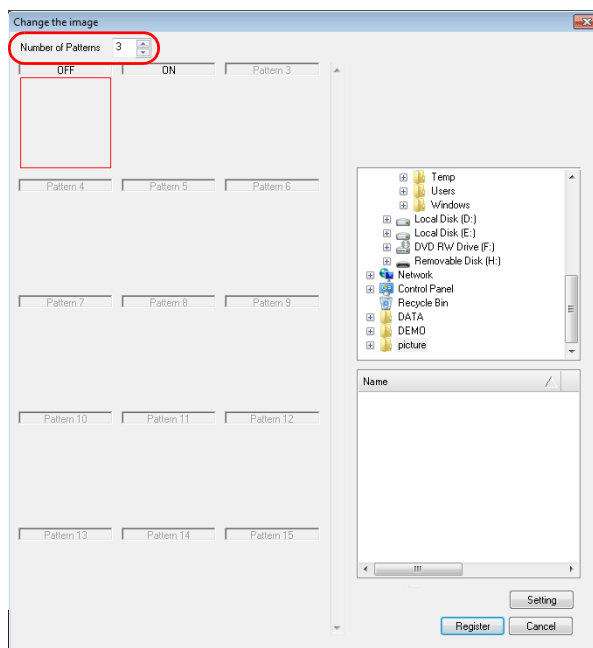 Change the image
Number of Patterns 3
OFF ON Pattern 3
Pattern 4 Pattern 5 Pattern 6
Pattern 7 Pattern 8 Pattern 9
Pattern 10 Pattern 11 Pattern 12
Pattern 13 Pattern 14 Pattern 15
Temp
Users
Windows
Local Disk (D:)
Local Disk (E:)
DVD RW Drive (F:)
Removable Disk (H:)
Network
Control Panel
Recycle Bin
DATA
DEMO
picture
Name
Setting
Register Cancel